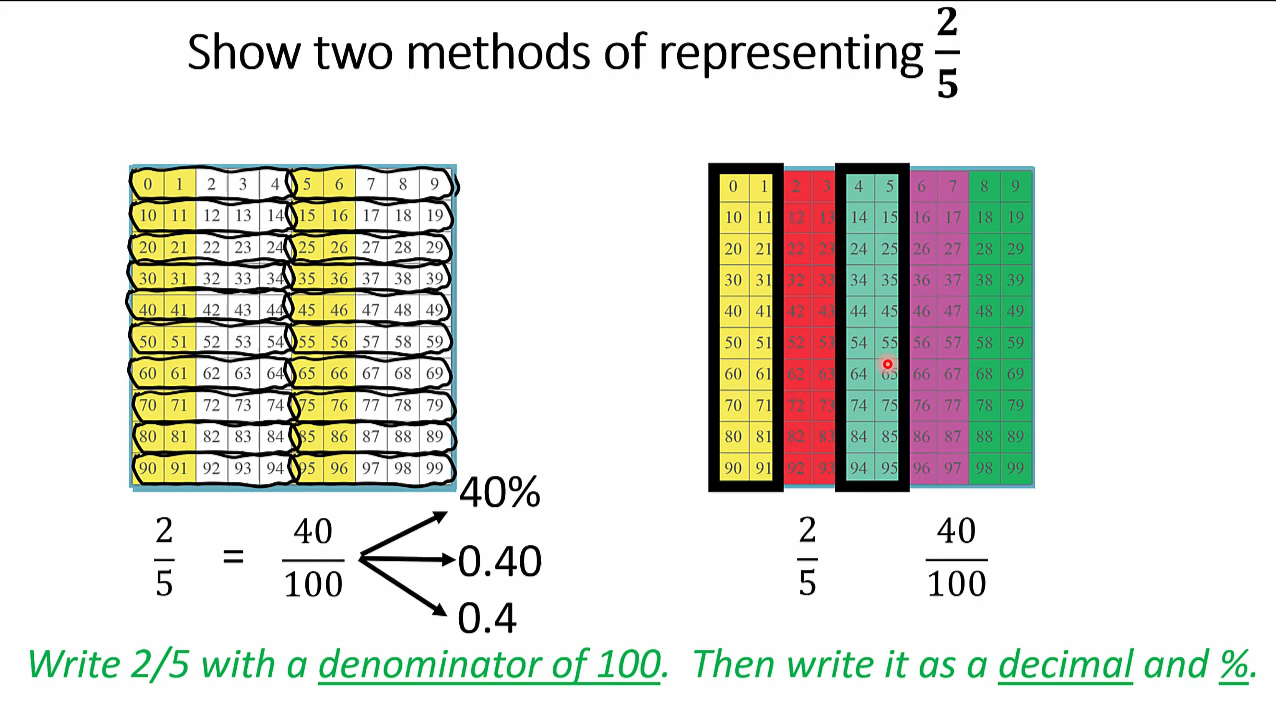 Show two methods of representing 2/5
0 1 2 3 4 5 6 7 8 9
10 11 12 13 14 15 16 17 18 19
20 21 22 23 24 25 26 27 28 29
30 31 32 33 34 35 36 37 38 39
40 41 42 43 44 45 46 47 48 49
50 51 52 53 54 55 56 57 58 59
60 61 62 63 64 65 66 67 68 69
70 71 72 73 74 75 76 77 78 79
80 81 82 83 84 85 86 87 88 89
90 91 92 93 94 95 96 97 98 99
0 1 2 3 4 5 6 7 8 9
10 11 12 13 14 15 16 17 18 19
20 21 22 23 24 25 26 27 28 29
30 31 32 33 34 35 36 37 38 39
40 41 42 43 44 45 46 47 48 49
50 51 52 53 54 55 56 57 58 59
60 61 62 63 64 65 66 67 68 69
70 71 72 73 74 75 76 77 78 79
80 81 82 83 84 85 86 87 88 89
90 91 92 93 94 95 96 97 98 99
2/5 = 40/100
40%
0.40
0.4
2/5 40/100
Write 2/5 with a denominator of 100. Then write it as a decimal and %.